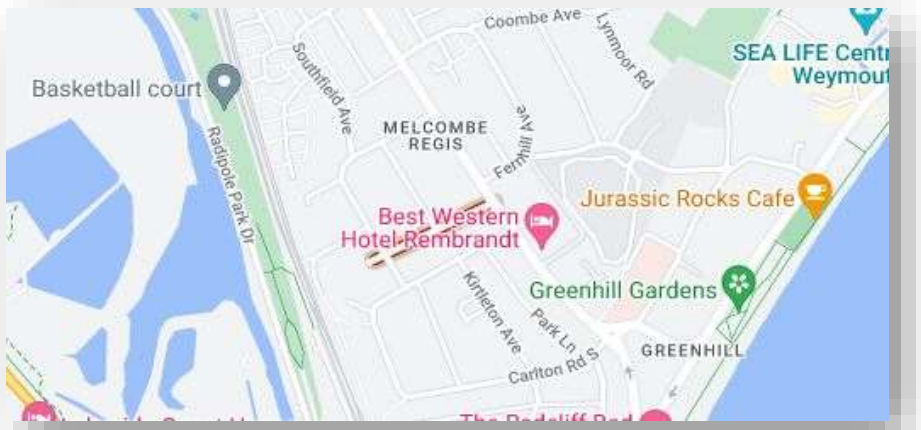 Coombe Ave
Lynmoor Rd
SEA LIFE Centr
Weymout
Southfield Ave
Basketball court
MELCOMBE
REGIS
Fernhill Ave
Radipole Park Dr
Jurassic Rocks Cafe
Best Western
Hotel Rembrandt
Greenhill Gardens
Kirtleton Ave
Park Ln
GREENHILL
Carlton Rd S